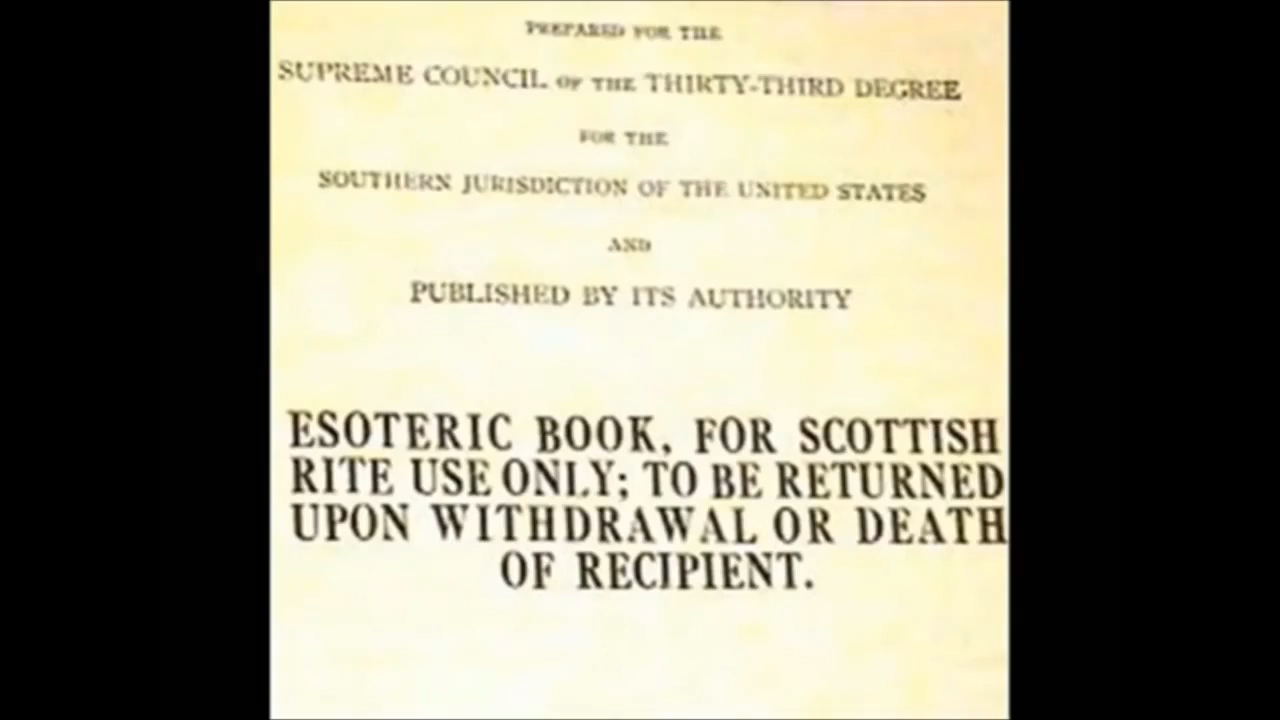 PREPARED FOR THE
SUPREME COUNCIL OF THE THIRTY-THIRD DEGREE
FOR THE
SOUTHERN JURISDICTION OF THE UNITED STATES
AND
PUBLISHED BY ITS AUTHORITY
ESOTERIC BOOK, FOR SCOTTISH
RITE USE ONLY; TO BE RETURNED
UPON WITHDRAWAL OR DEATH
OF RECIPIENT.